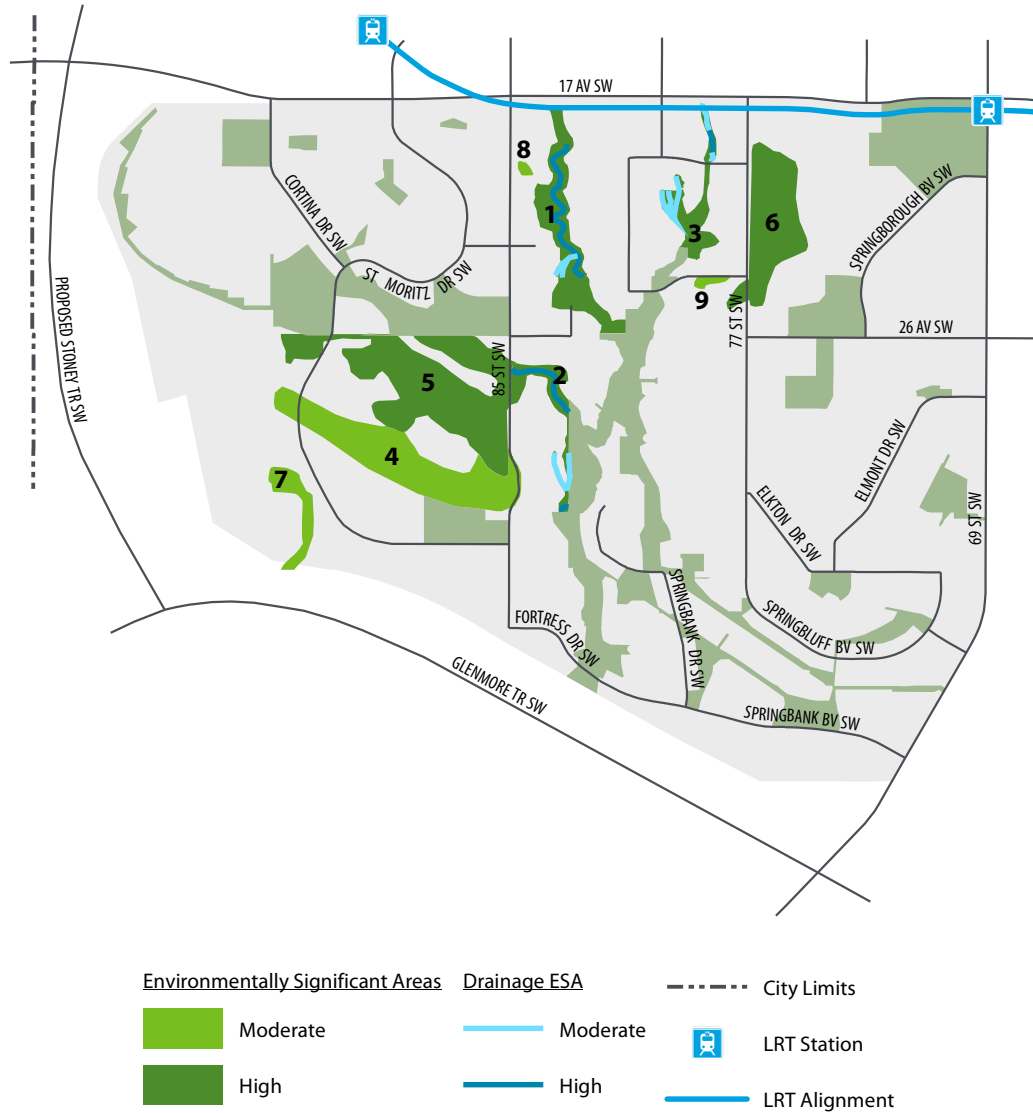 17 AV SW
8
CORTINA DR SW
1
3
6
SPRINGBOROUGH BV SW
ST MORITZ DR SW
PROPOSED STONEY TR SW
9
77 ST SW
26 AV SW
85 ST SW
5
2
4
7
ELMONT DR SW
ELKTON DR SW
69 ST SW
FORTRESS DR SW
SPRINGBANK DR SW
SPRINGBLUFF BV SW
GLENMORE TR SW
SPRINGBANK BV SW
Environmentally Significant Areas
Moderate
High
Drainage ESA
Moderate
High
City Limits
LRT Station
LRT Alignment